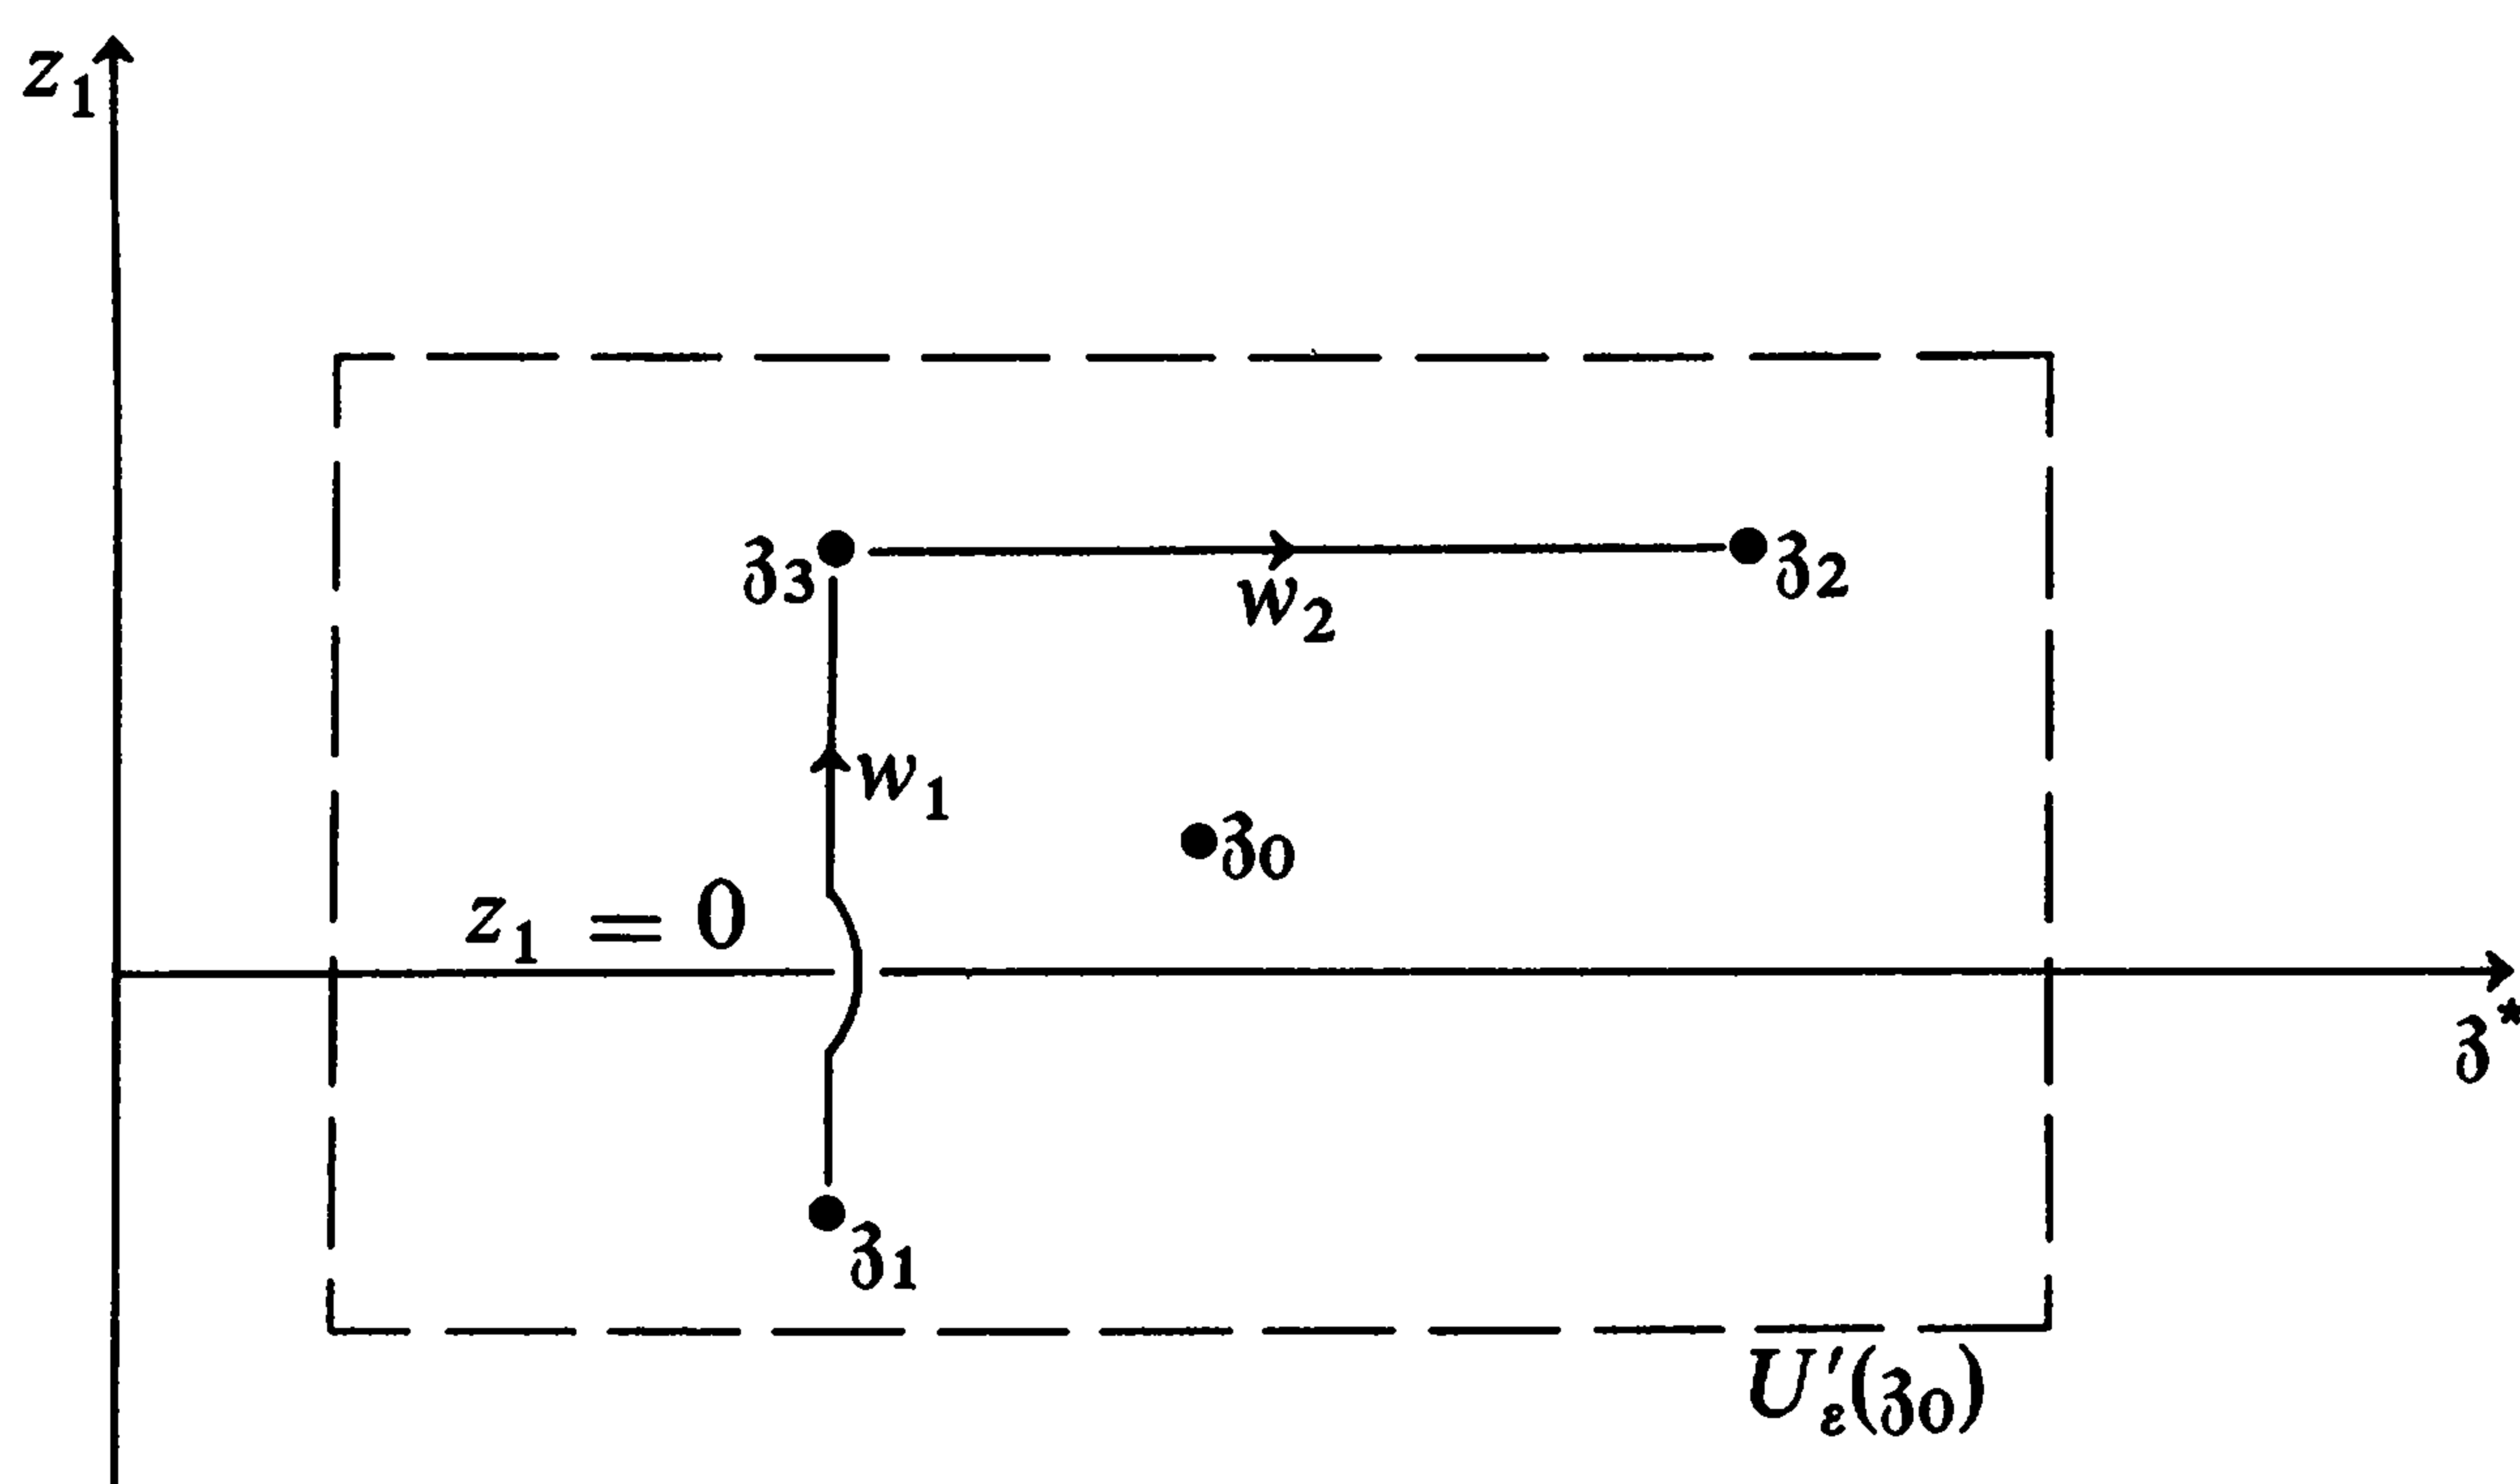 z₁
𝔷₃
𝔷₂
w₂
w₁
𝔷₀
z₁ = 0
𝔷*
𝔷₁
U′ε(𝔷₀)